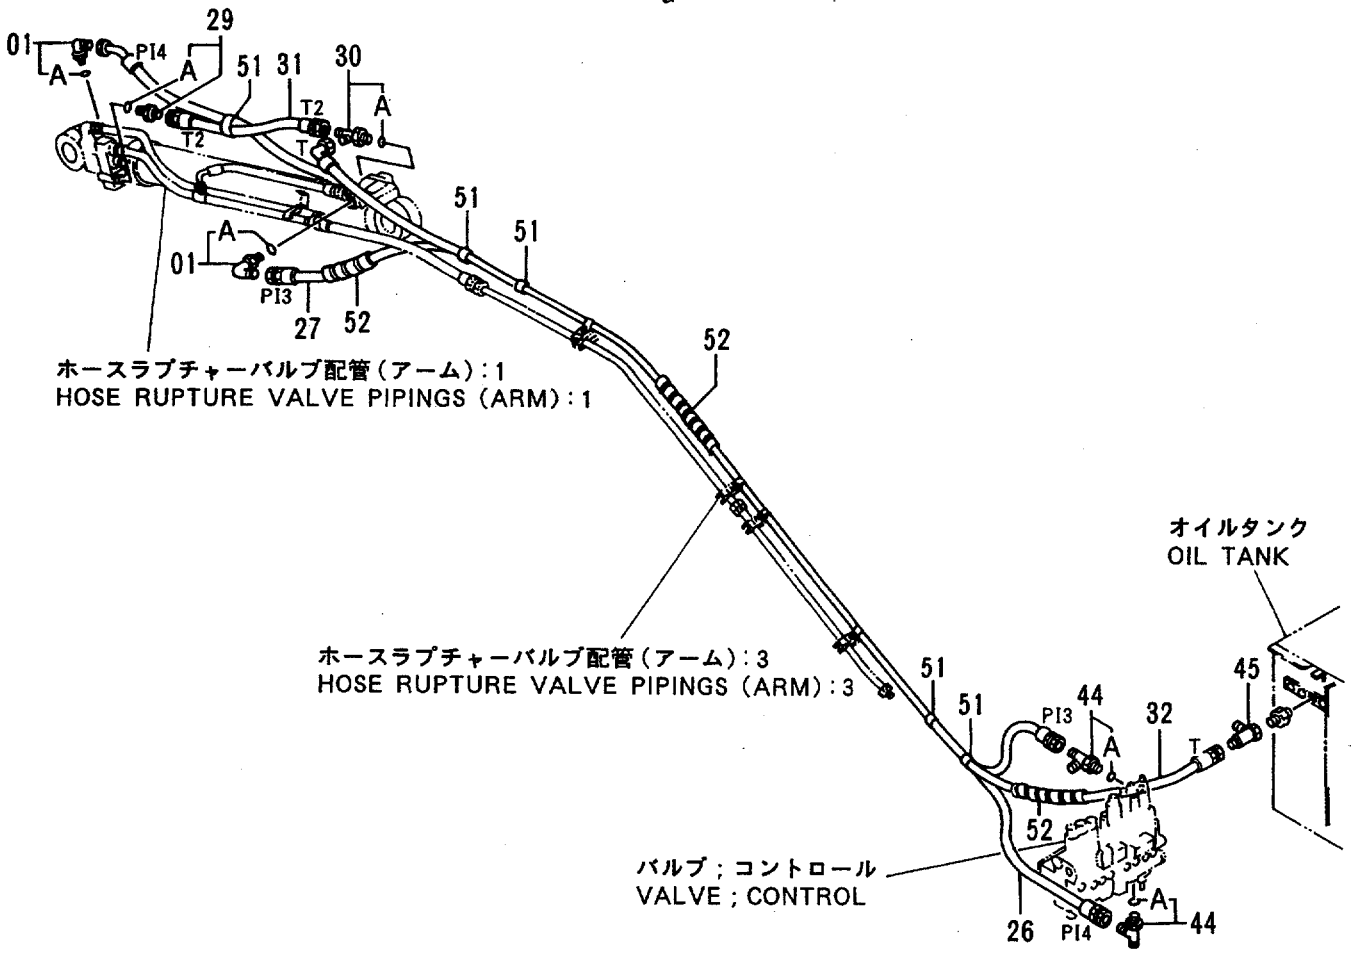 29
01
PI4
A
A
51
31
30
A
T2
T2
T
51
51
A
01
PI3
27
52
ホースラプチャーバルブ配管(アーム):1
HOSE RUPTURE VALVE PIPINGS (ARM):1
52
オイルタンク
OIL TANK
ホースラプチャーバルブ配管(アーム):3
HOSE RUPTURE VALVE PIPINGS (ARM):3
51
51
PI3
44
A
32
45
T
52
バルブ;コントロール
VALVE;CONTROL
26
PI4
A
44